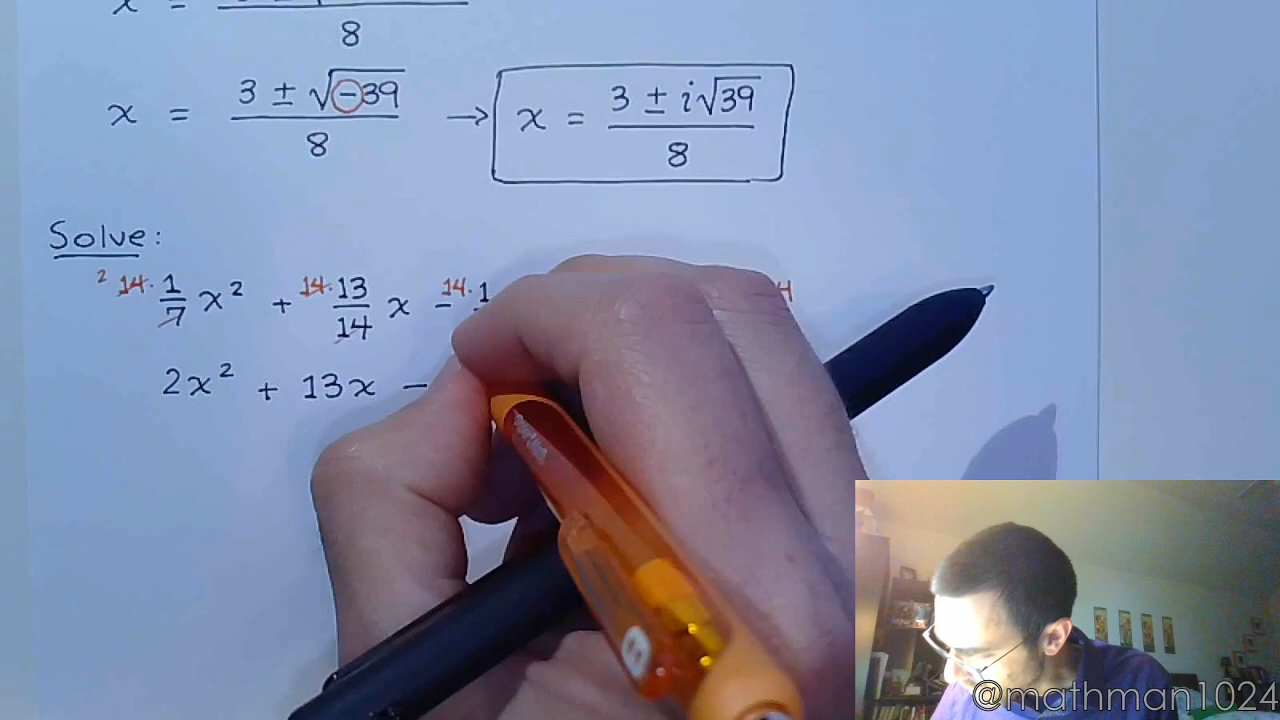 x =
8
x = 3 ± √-39 / 8 → x = 3 ± i√39 / 8
Solve:
2 14· 1/7 x² + 14· 13/14 x - 14· 1
2x² + 13x -
@mathman1024